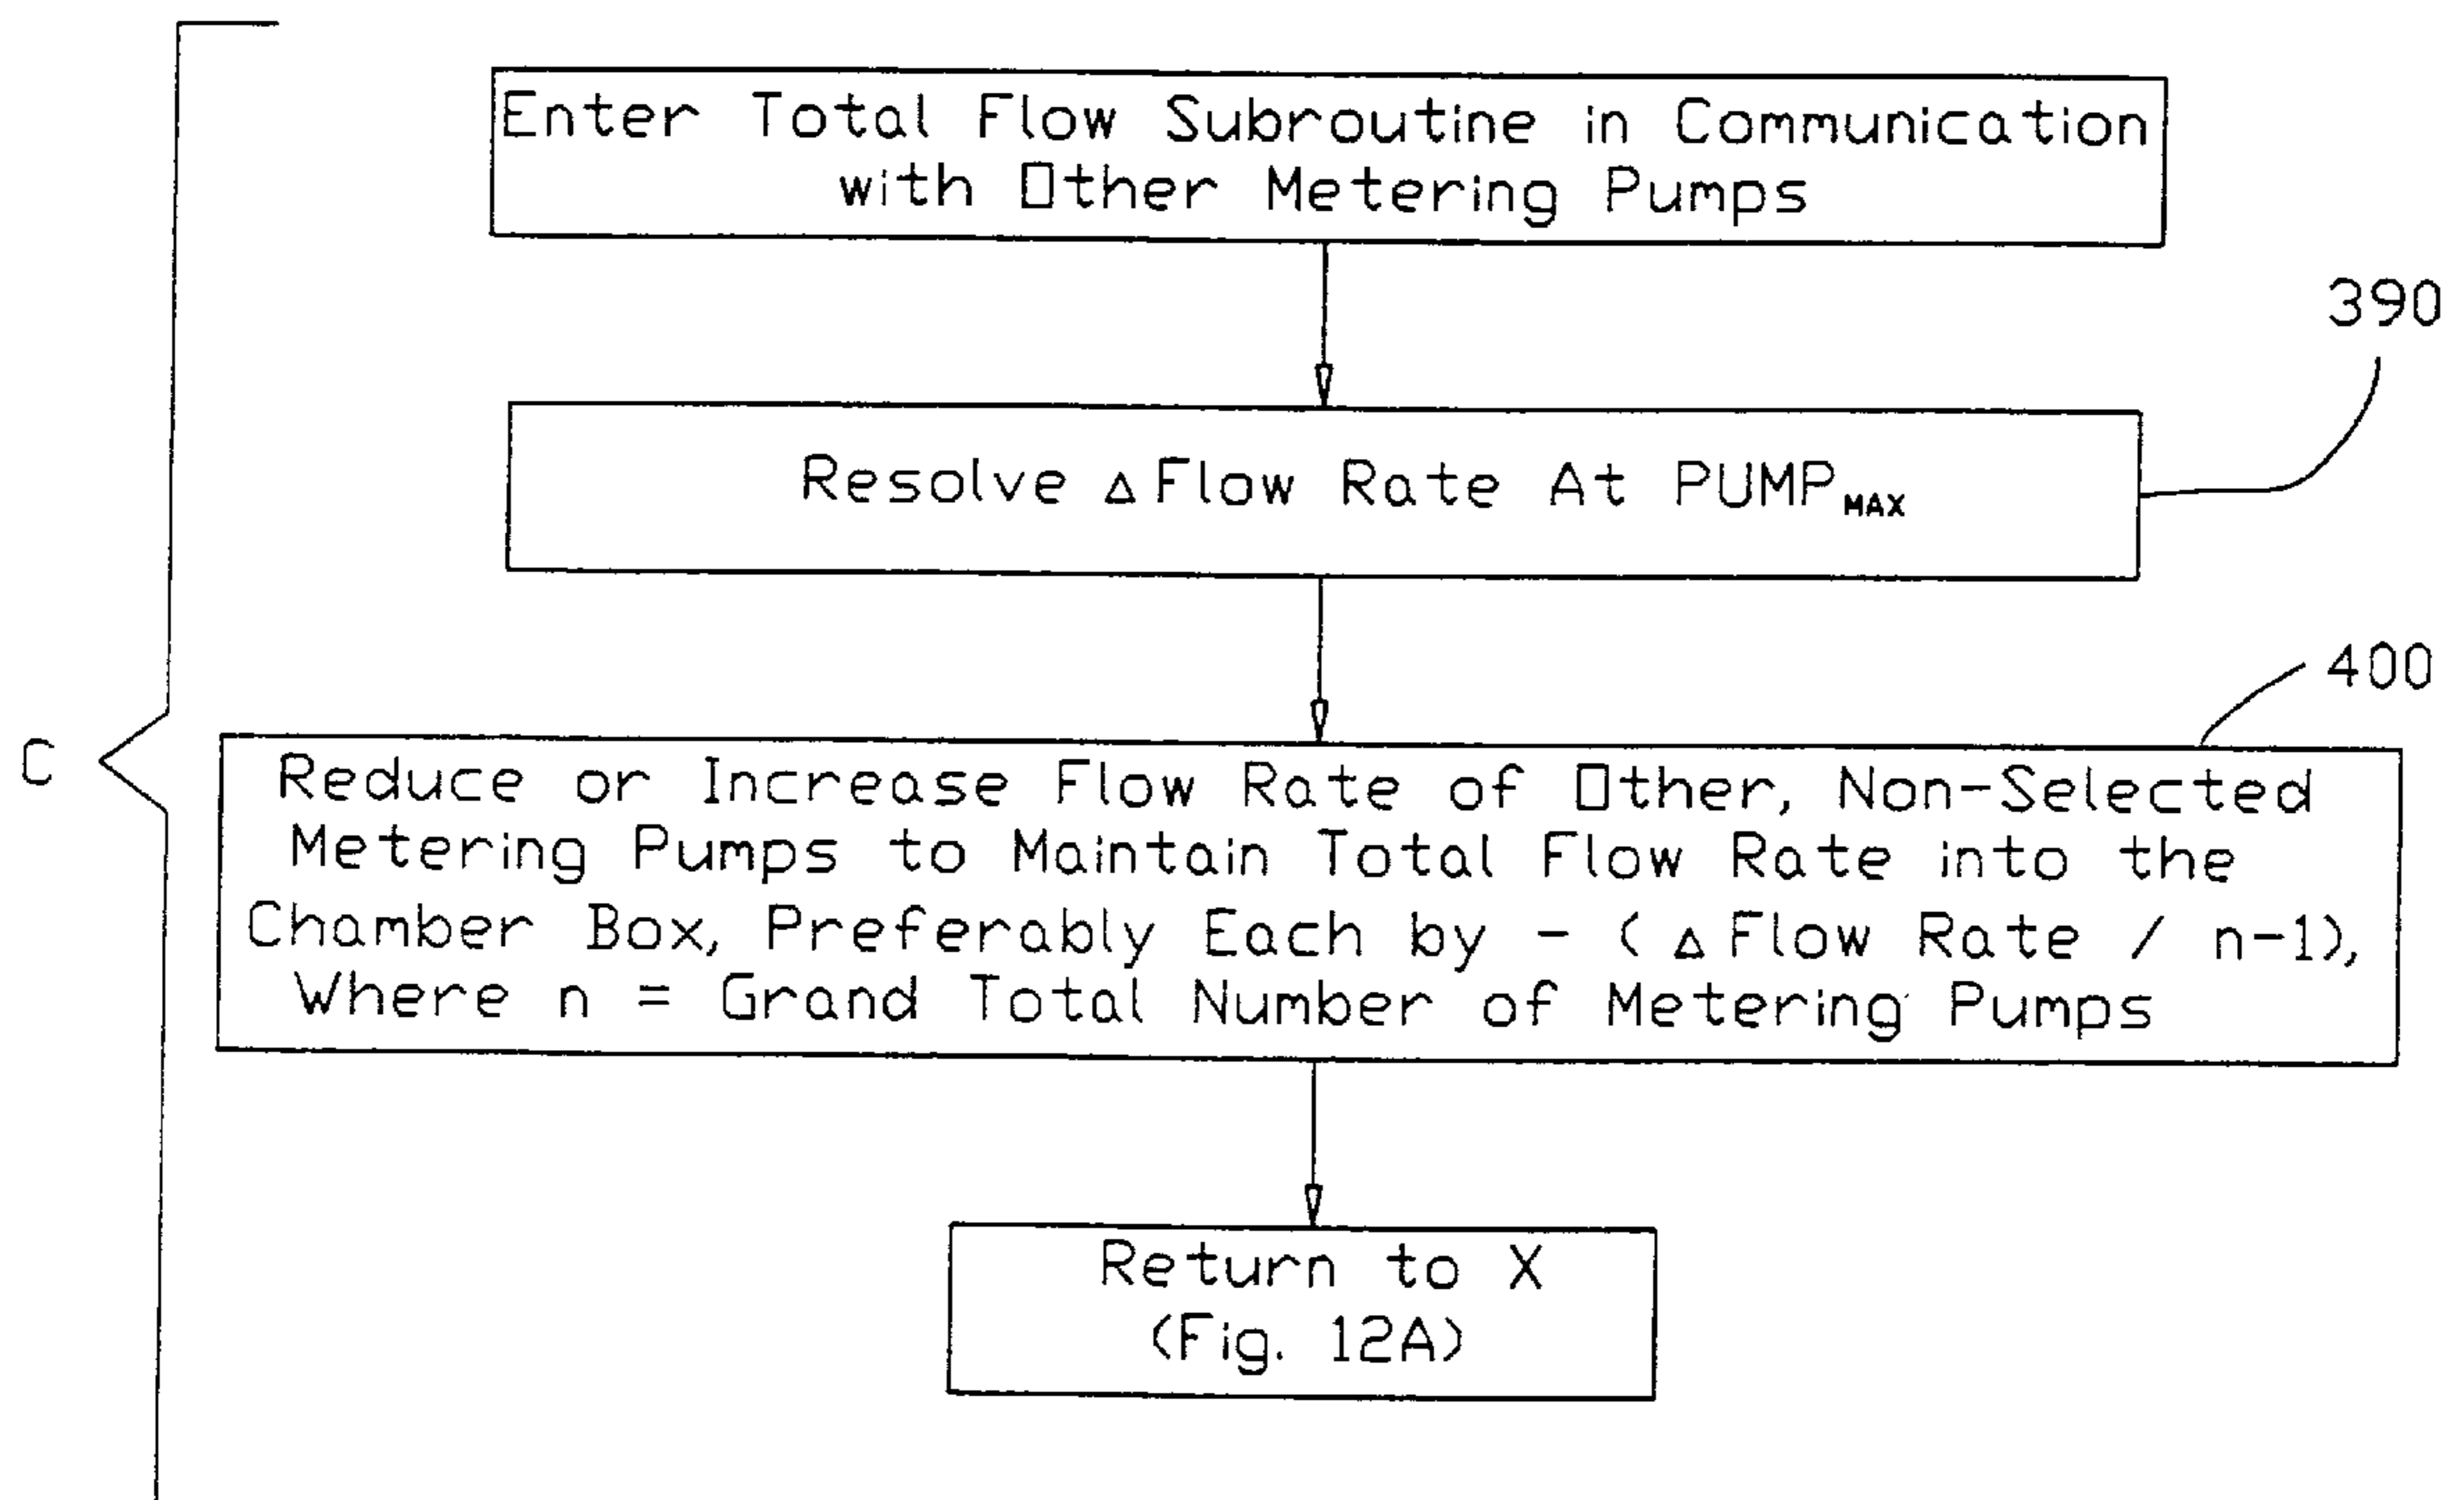 Enter Total Flow Subroutine in Communication
with Other Metering Pumps
390
Resolve ΔFlow Rate At PUMP_MAX
400
C
Reduce or Increase Flow Rate of Other, Non-Selected
Metering Pumps to Maintain Total Flow Rate into the
Chamber Box, Preferably Each by - (Δ Flow Rate / n-1),
Where n = Grand Total Number of Metering Pumps
Return to X
(Fig. 12A)